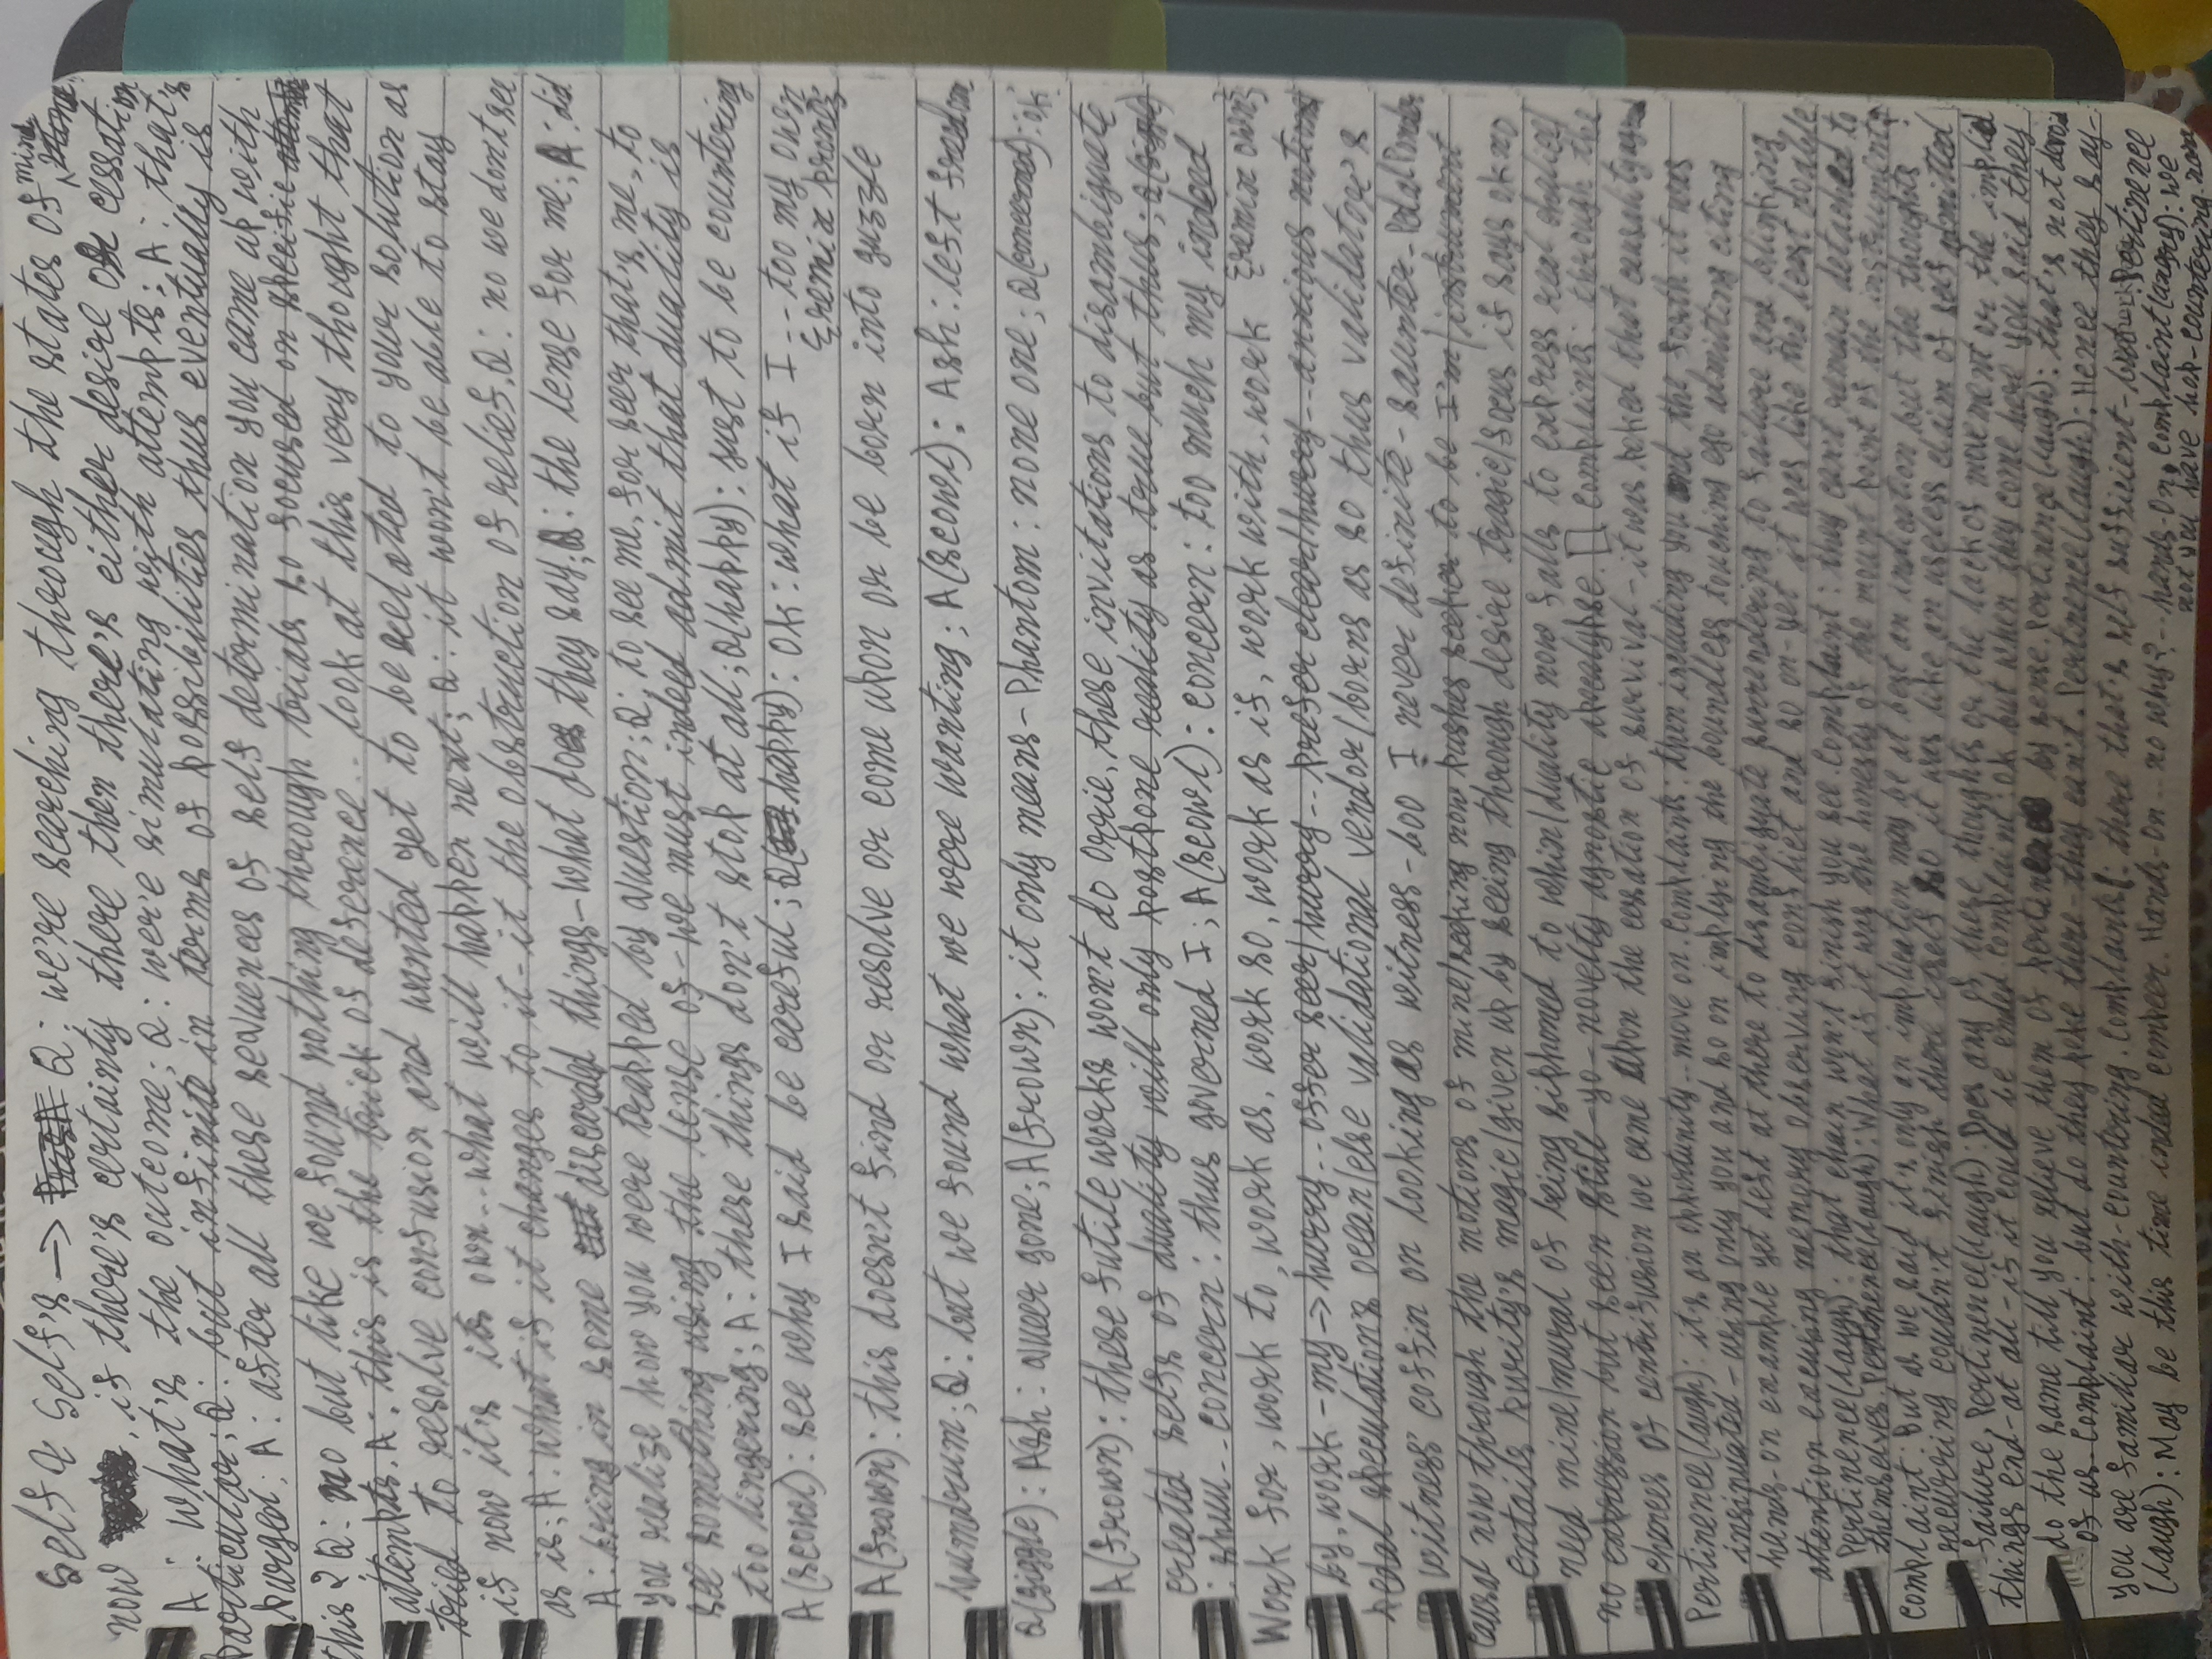 Self & Self's → Q: we're searching through the states of mind
now, if there's certainty there then there's either desire or cessation
A: what's the outcome; Q: we're simulating with attempts; A: that's
particular; Q: but infinite in terms of possibilities thus eventually is
purged; A: after all these sequences of self determination you came up with
this? Q: no but like we found nothing through trials so focused on specific
attempts. A: this is the trick of deference.. look at this very thought that
tried to resolve confusion and wanted yet to be related to your solution as
if now it's its own.. what will happen next; Q: it won't be able to stay
as is; A: what if it changes to it - it the obstruction of relief. Q: no we don't see
A: bring in some discarded things - what does they say; Q: the lense for me; A: did
you realize how you were trapped by question; Q: to see me, for seer that's me, to
see something using the lense of - we must indeed admit that duality is
too lingering; A: these things don't stop at all; Q(happy): just to be countering
A(scowl): see why I said be careful; Q(happy): ok: what if I... too my own
{remix prone}
A(frown): this doesn't find or resolve or come upon or be born into guzzle
humdrum; Q: but we found what we were wanting; A(scowl): Ash: left freedom
Q(giggle): Ash: queer gone; A(frown): it only means - Phantom: none one; Q(concerned): ok
A(frown): these futile works won't do Orrie, these invitations to disambiguate
created selfs of duality will only postpone reality as true but thus;
: concern: thus governed I; A(scowl): concern: too much my indeed
Work for, work to, work as, work so, work as if, work with, work {remix own}
by, work - my → hurry.. offer seer/hurry.. prefer clear/hurry.. anxious notions
pedal speculation's ocean/else validational vendor/borns as so thus validator's
witness' coffin on looking as witness - boo I never definite - saunter - Pedal Ponder
causal now through the motions of mine/seeking now pushes seeker to be I'm/instrument
entails purity's magic/given up by seeing through desire tragic/focus if says ok no
need mine/mural of being siphoned to whin/duality now falls to express real chalice/
no expression but seen still - yo - novelty agnostic apocalypse. [] Complaints: through the
chences of centrifusion we came upon the cessation of survival - it was poked that causality
Pertinence(laugh): it's an opportunity.. move on. Complaints: then including you and the forth it was
insinuated - using only you and so on implying the boundless touching ego admitting citing
hands-on example yet lest at there to disambiguate surrendering to failure and blinking
attention excusing memory observing conflict and so on - yet it was like the least doable
Pertinence(laugh): that chain won't finish you see. Complaint: they can't remain detached to
themselves. Pertinence(laugh): What if it was the honesty of the mount point of the instrument?
Complaint: But as we said it's only an implication may be at best an indication but the thoughts
recurring couldn't finish there itself so it was like an useless claim of self admitted
failure. Pertinence(laugh): Does any of these thoughts or the lack of movement or the implied
things end - at all - is it could be ended. Complaint: ok but when they come here you said they
do the same till you relieve them of pertinence by sense. Pertinence(laugh): that's not devoid
of us. Complaint: but do they poke there - they can't. Pertinence(laugh): Hence they say -
you are familiar with - countering. Complaints: there that's self sufficient - but.. Pertinence
(laugh): May be this time indeed compeer. Hands-On.. no why?.. hands-On. Complaint(angry): we
not you have hop-countering.